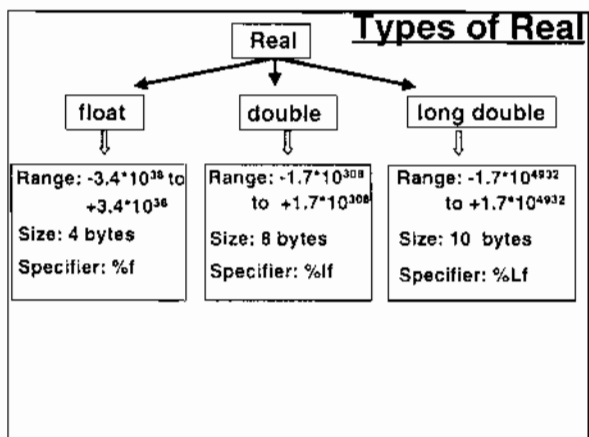 Types of Real
Real
float
double
long double
Range: -3.4*10³⁸ to
+3.4*10³⁸
Size: 4 bytes
Specifier: %f
Range: -1.7*10³⁰⁸
to +1.7*10³⁰⁸
Size: 8 bytes
Specifier: %lf
Range: -1.7*10⁴⁹³²
to +1.7*10⁴⁹³²
Size: 10 bytes
Specifier: %Lf